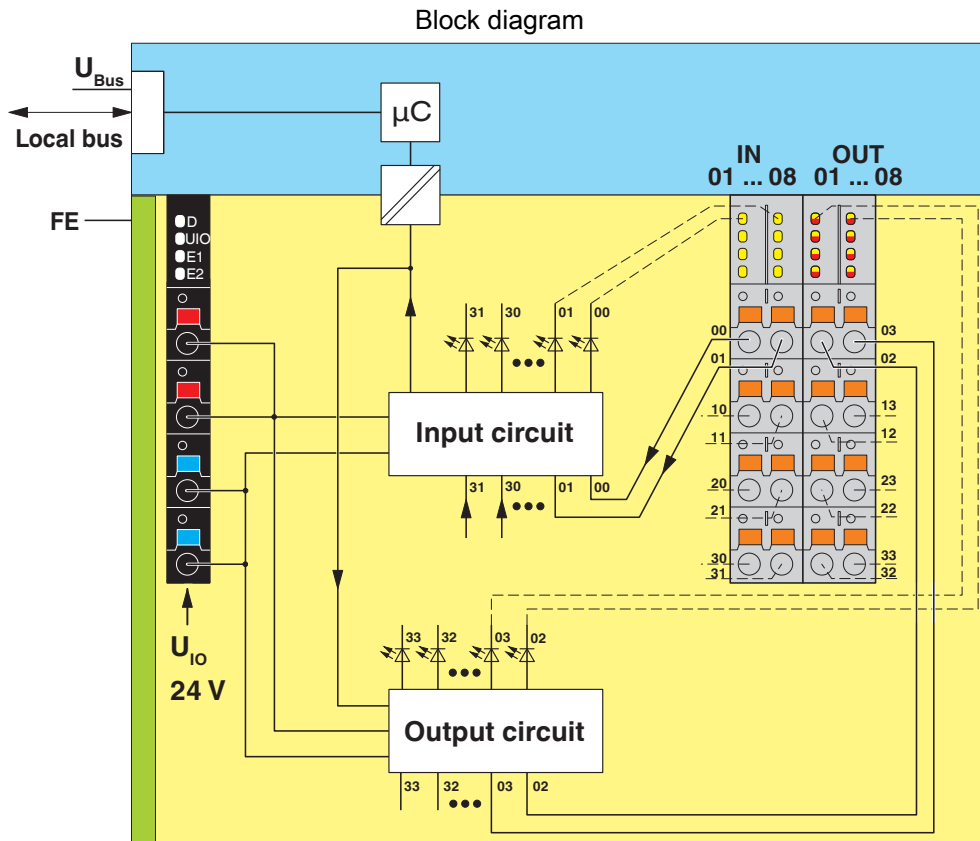 Block diagram
U Bus
Local bus
µC
IN OUT
01 ... 08 01 ... 08
FE
D
UIO
E1
E2
31 30 01 00
00 03
01 02
Input circuit
10 13
11 12
31 30 01 00
20 23
21 22
30 33
31 32
U IO
24 V
33 32 03 02
Output circuit
33 32 03 02